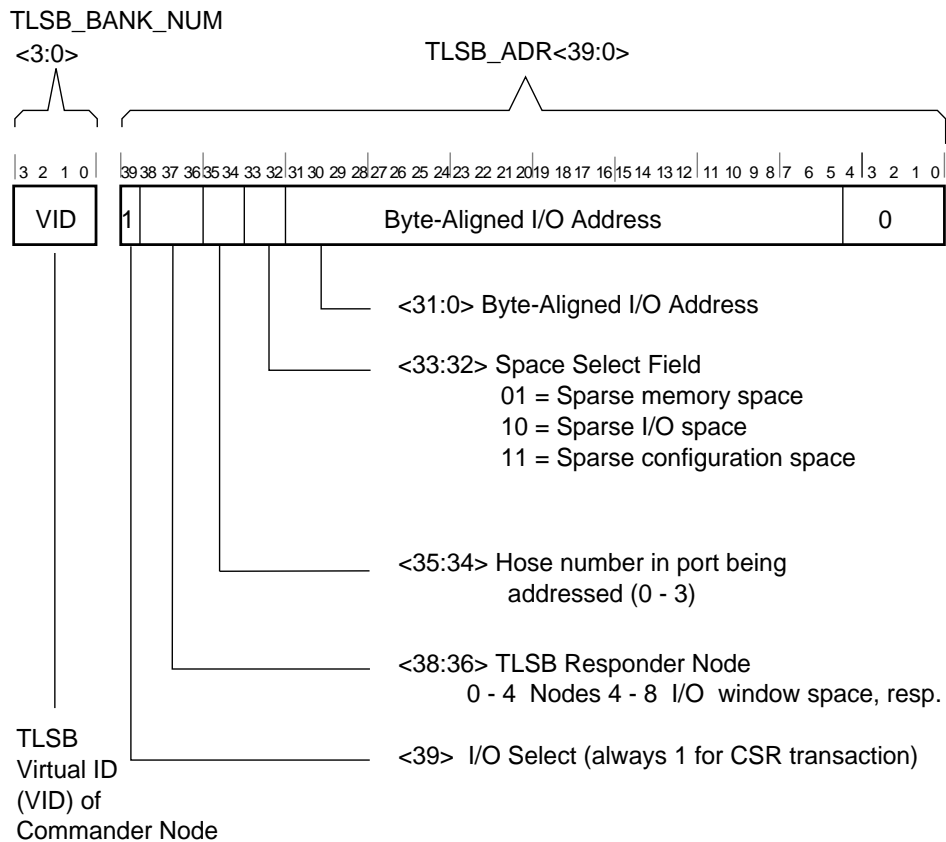 TLSB_BANK_NUM
<3:0>
TLSB_ADR<39:0>
3 2 1 0 39 38 37 36 35 34 33 32 31 30 29 28 27 26 25 24 23 22 21 20 19 18 17 16 15 14 13 12 11 10 9 8 7 6 5 4 3 2 1 0
VID 1 Byte-Aligned I/O Address 0
<31:0> Byte-Aligned I/O Address
<33:32> Space Select Field
01 = Sparse memory space
10 = Sparse I/O space
11 = Sparse configuration space
<35:34> Hose number in port being
addressed (0 - 3)
<38:36> TLSB Responder Node
0 - 4 Nodes 4 - 8 I/O window space, resp.
<39> I/O Select (always 1 for CSR transaction)
TLSB
Virtual ID
(VID) of
Commander Node